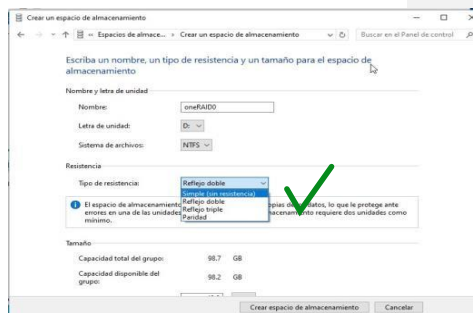 Crear un espacio de almacenamiento
Espacios de almace... › Crear un espacio de almacenamiento
Buscar en el Panel de control
Escriba un nombre, un tipo de resistencia y un tamaño para el espacio de
almacenamiento
Nombre y letra de unidad
Nombre: oneRAID0
Letra de unidad: D:
Sistema de archivos: NTFS
Resistencia
Tipo de resistencia: Reflejo doble
Simple (sin resistencia)
Reflejo doble
Reflejo triple
Paridad
El espacio de almacenamiento opias de datos, lo que le protege ante
errores en una de las unidades macenamiento requiere dos unidades como
mínimo.
Tamaño
Capacidad total del grupo: 98.7 GB
Capacidad disponible del
grupo: 98.2 GB
Crear espacio de almacenamiento Cancelar